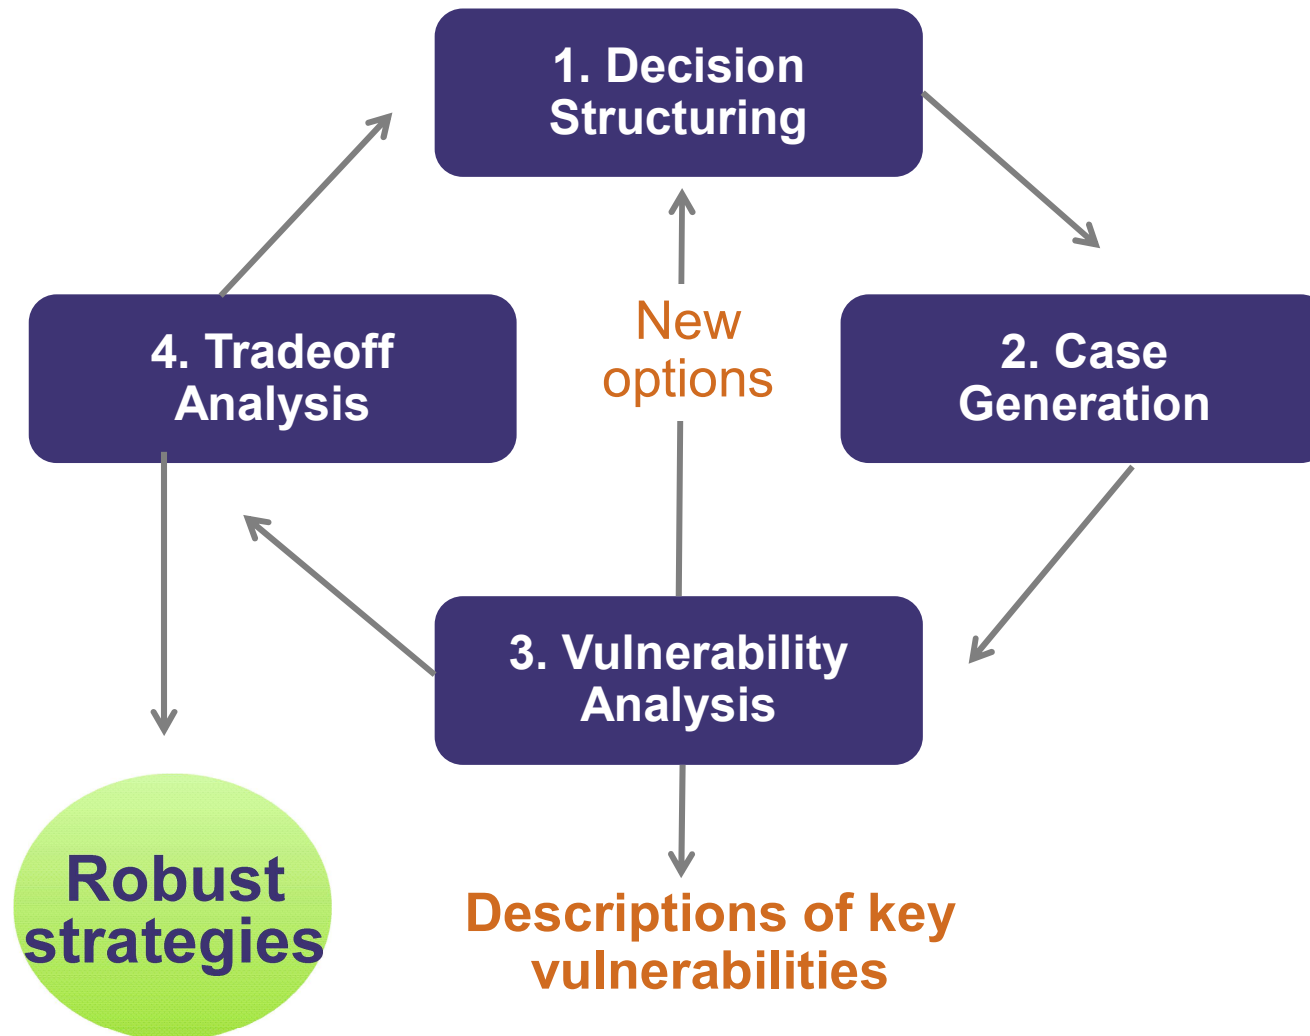 1. Decision
Structuring
4. Tradeoff
Analysis
New
options
2. Case
Generation
3. Vulnerability
Analysis
Robust
strategies
Descriptions of key
vulnerabilities